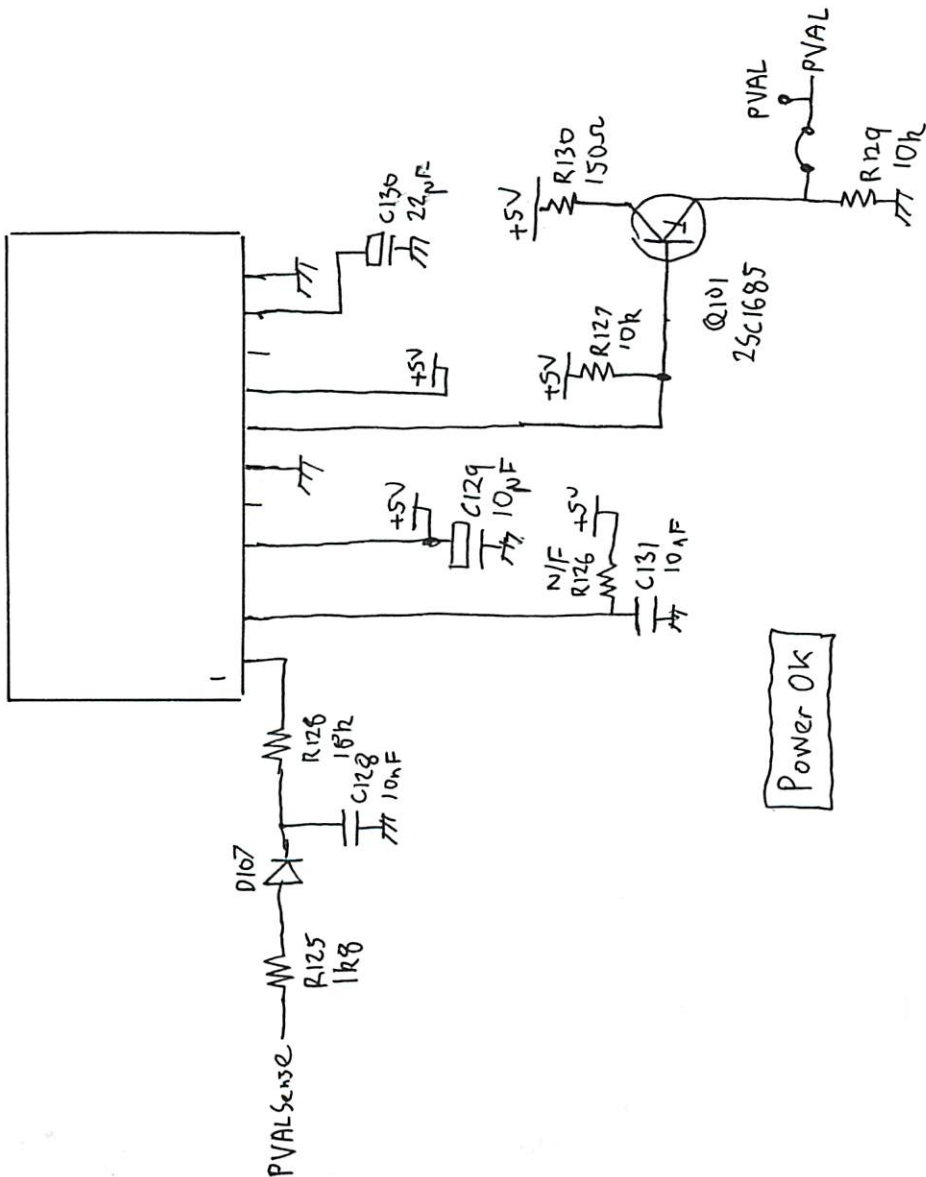 PVALSense
R125
1k8
D107
C128
10nF
R128
18k
1
N/F
R126
+5V
C131
10nF
+5V
C129
10µF
+5V
R127
10k
+5V
C130
22µF
+5V
R130
150Ω
Q101
2SC1685
PVAL
PVAL
R129
10k
Power OK